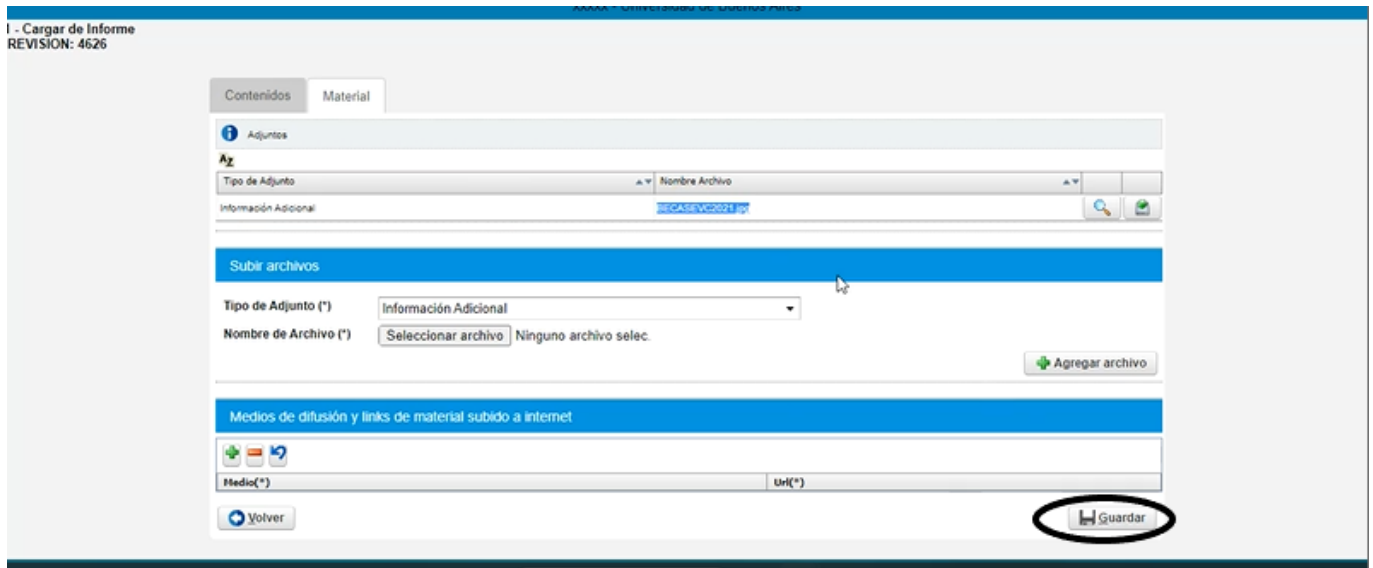 xxxxx - Universidad de Buenos Aires
- Cargar de Informe
REVISION: 4626
Contenidos Material
Adjuntos
AZ
Tipo de Adjunto Nombre Archivo
Información Adicional BECASEVC2021.jpg
Subir archivos
Tipo de Adjunto (*) Información Adicional
Nombre de Archivo (*) Seleccionar archivo Ninguno archivo selec.
Agregar archivo
Medios de difusión y links de material subido a internet
Medio(*) Url(*)
Volver Guardar